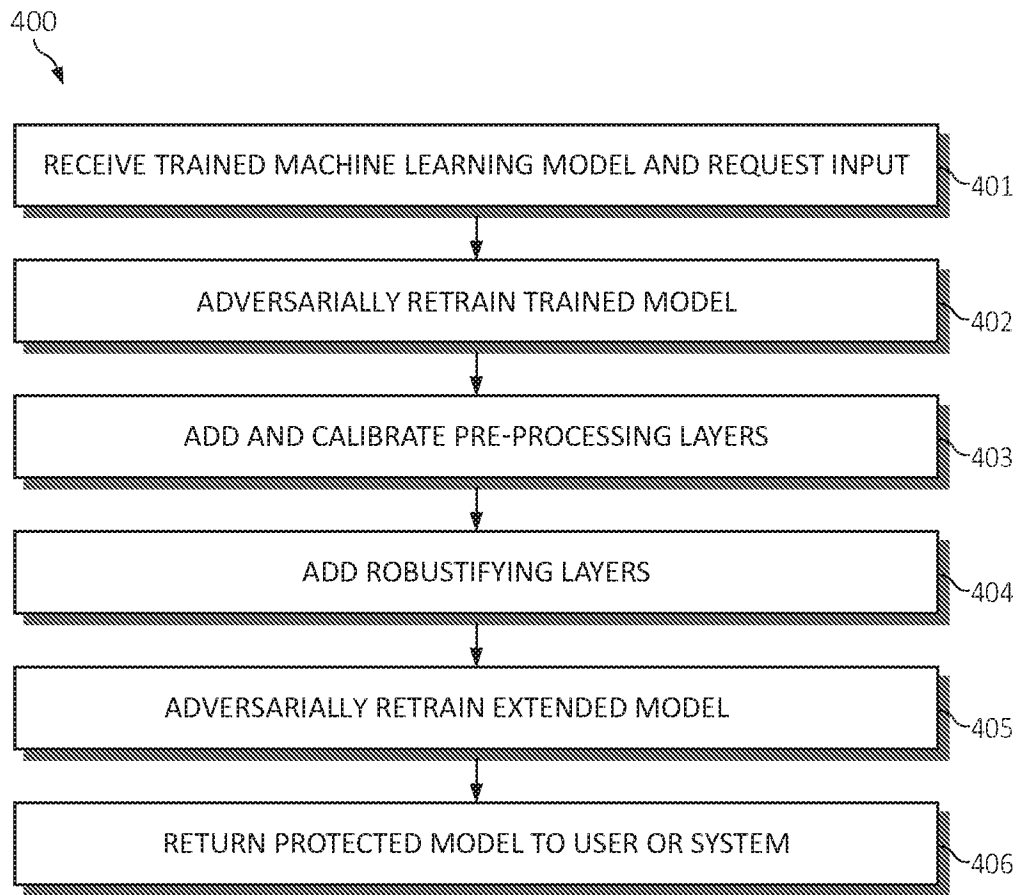 400
RECEIVE TRAINED MACHINE LEARNING MODEL AND REQUEST INPUT
401
ADVERSARIALLY RETRAIN TRAINED MODEL
402
ADD AND CALIBRATE PRE-PROCESSING LAYERS
403
ADD ROBUSTIFYING LAYERS
404
ADVERSARIALLY RETRAIN EXTENDED MODEL
405
RETURN PROTECTED MODEL TO USER OR SYSTEM
406